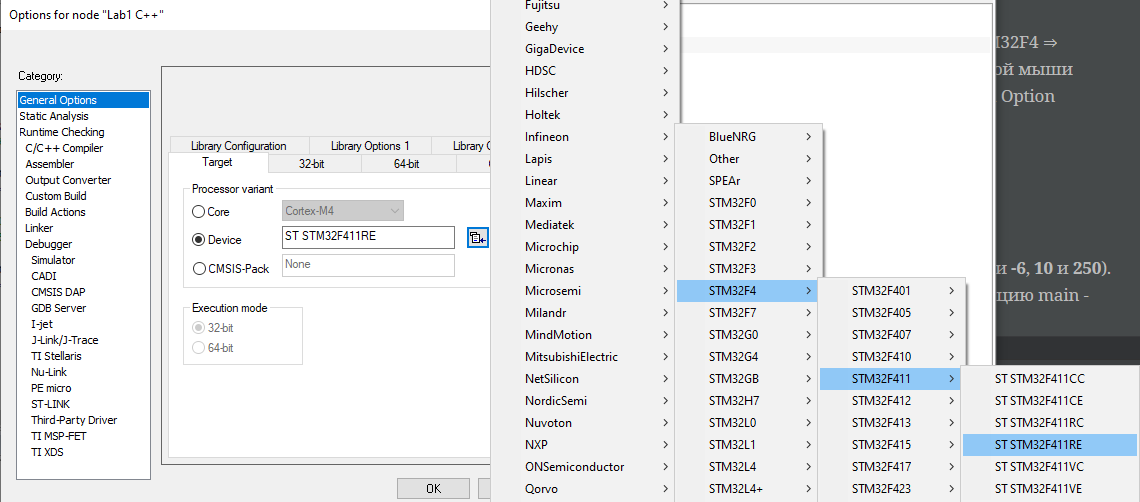 Options for node "Lab1 C++"
Category:
General Options
Static Analysis
Runtime Checking
C/C++ Compiler
Assembler
Output Converter
Custom Build
Build Actions
Linker
Debugger
Simulator
CADI
CMSIS DAP
GDB Server
I-jet
J-Link/J-Trace
TI Stellaris
Nu-Link
PE micro
ST-LINK
Third-Party Driver
TI MSP-FET
TI XDS
Library Configuration
Library Options 1
Library
Target
32-bit
64-bit
Processor variant
Core
Cortex-M4
Device
ST STM32F411RE
CMSIS-Pack
None
Execution mode
32-bit
64-bit
OK
Fujitsu
Geehy
GigaDevice
HDSC
Hilscher
Holtek
Infineon
Lapis
Linear
Maxim
Mediatek
Microchip
Micronas
Microsemi
Milandr
MindMotion
MitsubishiElectric
NetSilicon
NordicSemi
Nuvoton
NXP
ONSemiconductor
Qorvo
BlueNRG
Other
SPEAr
STM32F0
STM32F1
STM32F2
STM32F3
STM32F4
STM32F7
STM32G0
STM32G4
STM32GB
STM32H7
STM32L0
STM32L1
STM32L4
STM32L4+
STM32F401
STM32F405
STM32F407
STM32F410
STM32F411
STM32F412
STM32F413
STM32F415
STM32F417
STM32F423
ST STM32F411CC
ST STM32F411CE
ST STM32F411RC
ST STM32F411RE
ST STM32F411VC
ST STM32F411VE
M32F4 ⇒
ой мыши
Option
и -6, 10 и 250).
цию main -